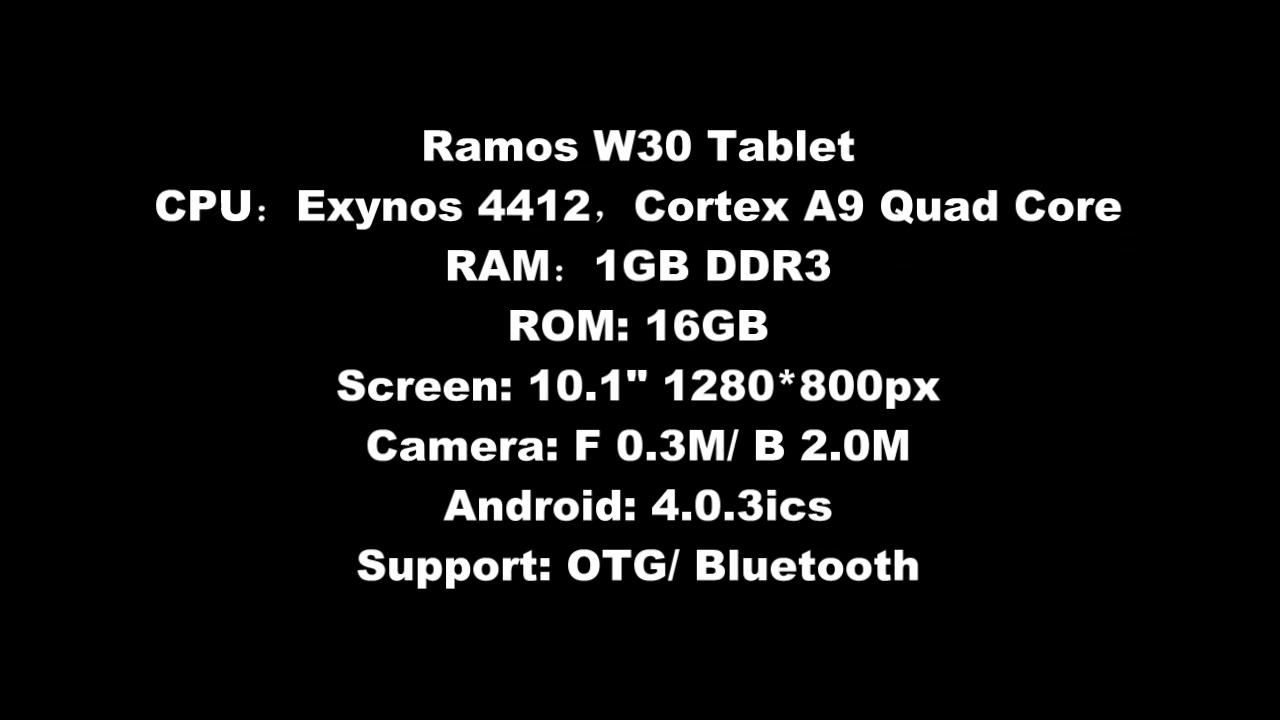 Ramos W30 Tablet
CPU：Exynos 4412，Cortex A9 Quad Core
RAM：1GB DDR3
ROM: 16GB
Screen: 10.1" 1280*800px
Camera: F 0.3M/ B 2.0M
Android: 4.0.3ics
Support: OTG/ Bluetooth